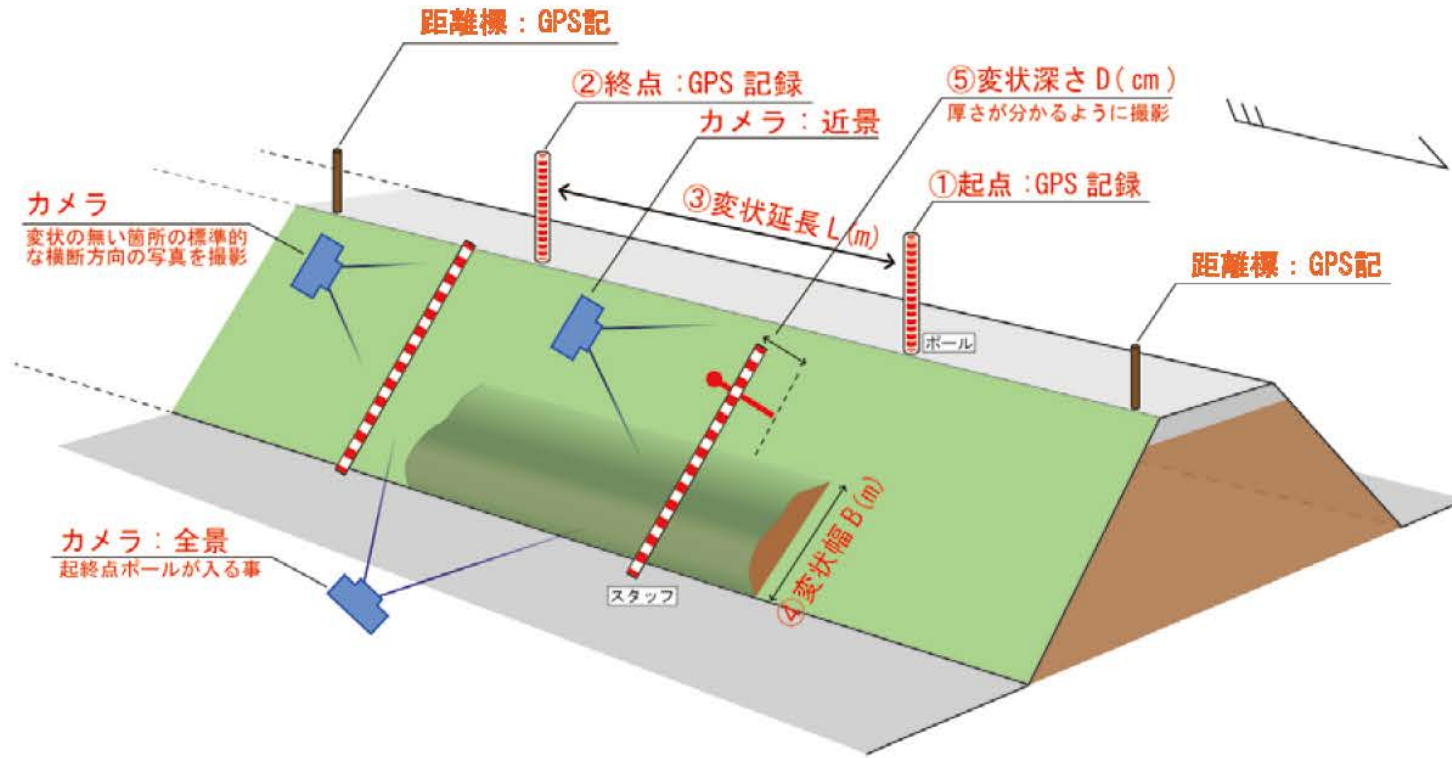 距離標：GPS記
②終点：GPS 記録
カメラ：近景
⑤変状深さ D(cm)
厚さが分かるように撮影
①起点：GPS 記録
③変状延長 L(m)
カメラ
変状の無い箇所の標準的
な横断方向の写真を撮影
距離標：GPS記
ポール
カメラ：全景
起終点ポールが入る事
スタッフ
④変状幅 B(m)